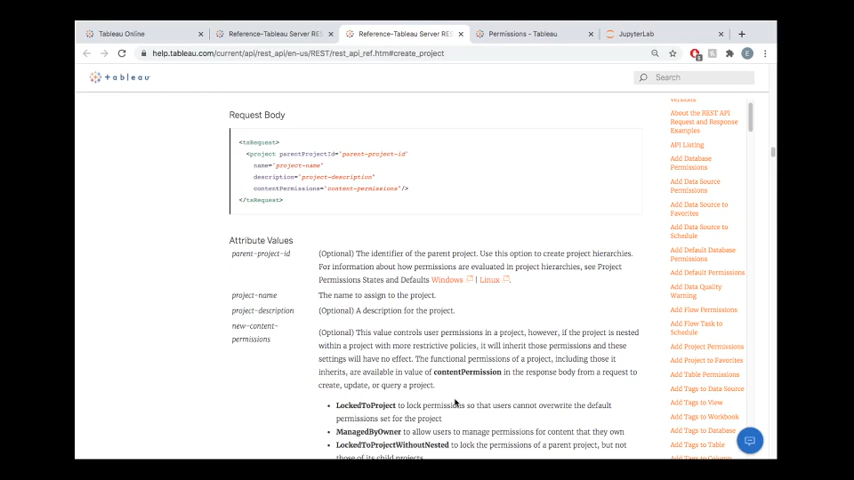 Tableau Online
Reference-Tableau Server RES
Reference-Tableau Server RES
Permissions - Tableau
JupyterLab
help.tableau.com/current/api/rest_api/en-us/REST/rest_api_ref.htm#create_project
E
tableau
Search
Request Body
<tsRequest>
<project parentProjectId="parent-project-id"
name="project-name"
description="project-description"
contentPermissions="content-permissions"/>
</tsRequest>
Attribute Values
parent-project-id
(Optional) The identifier of the parent project. Use this option to create project hierarchies.
For information about how permissions are evaluated in project hierarchies, see Project
Permissions States and Defaults Windows | Linux .
project-name
The name to assign to the project.
project-description
(Optional) A description for the project.
new-content-
permissions
(Optional) This value controls user permissions in a project, however, if the project is nested
within a project with more restrictive policies, it will inherit those permissions and these
settings will have no effect. The functional permissions of a project, including those it
inherits, are available in value of contentPermission in the response body from a request to
create, update, or query a project.
• LockedToProject to lock permissions so that users cannot overwrite the default
permissions set for the project
• ManagedByOwner to allow users to manage permissions for content that they own
• LockedToProjectWithoutNested to lock the permissions of a parent project, but not
those of its child projects
About the REST API
Request and Response
Examples
API Listing
Add Database
Permissions
Add Data Source
Permissions
Add Data Source to
Favorites
Add Data Source to
Schedule
Add Default Database
Permissions
Add Default Permissions
Add Data Quality
Warning
Add Flow Permissions
Add Flow Task to
Schedule
Add Project Permissions
Add Project to Favorites
Add Table Permissions
Add Tags to Data Source
Add Tags to View
Add Tags to Workbook
Add Tags to Database
Add Tags to Table
Add Tags to Column